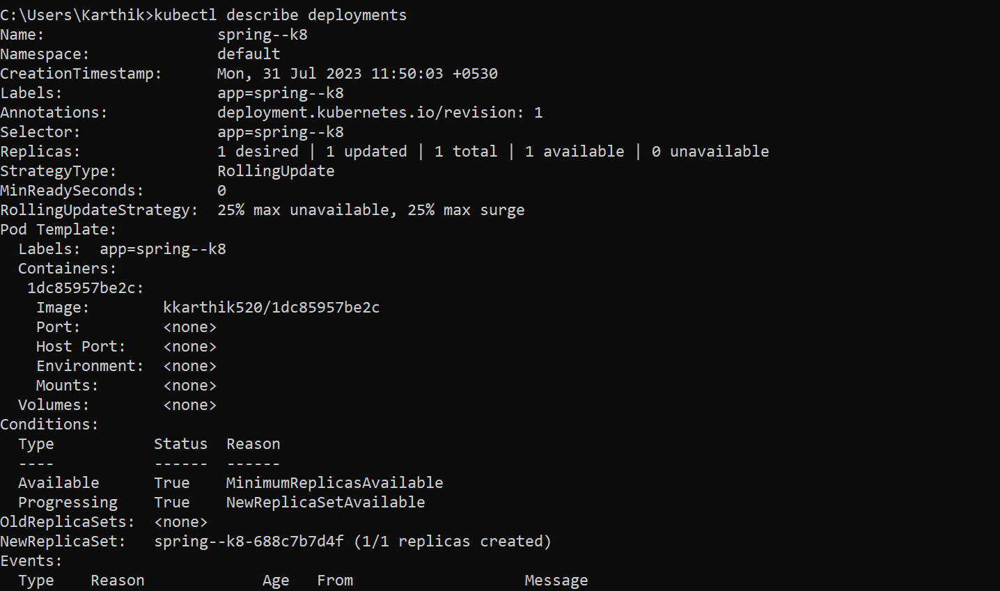 C:\Users\Karthik>kubectl describe deployments
Name:                   spring--k8
Namespace:              default
CreationTimestamp:      Mon, 31 Jul 2023 11:50:03 +0530
Labels:                 app=spring--k8
Annotations:            deployment.kubernetes.io/revision: 1
Selector:               app=spring--k8
Replicas:               1 desired | 1 updated | 1 total | 1 available | 0 unavailable
StrategyType:           RollingUpdate
MinReadySeconds:        0
RollingUpdateStrategy:  25% max unavailable, 25% max surge
Pod Template:
  Labels:  app=spring--k8
  Containers:
   1dc85957be2c:
    Image:        kkarthik520/1dc85957be2c
    Port:         <none>
    Host Port:    <none>
    Environment:  <none>
    Mounts:       <none>
  Volumes:        <none>
Conditions:
  Type           Status  Reason
  ----           ------  ------
  Available      True    MinimumReplicasAvailable
  Progressing    True    NewReplicaSetAvailable
OldReplicaSets:  <none>
NewReplicaSet:   spring--k8-688c7b7d4f (1/1 replicas created)
Events:
  Type    Reason             Age   From                   Message